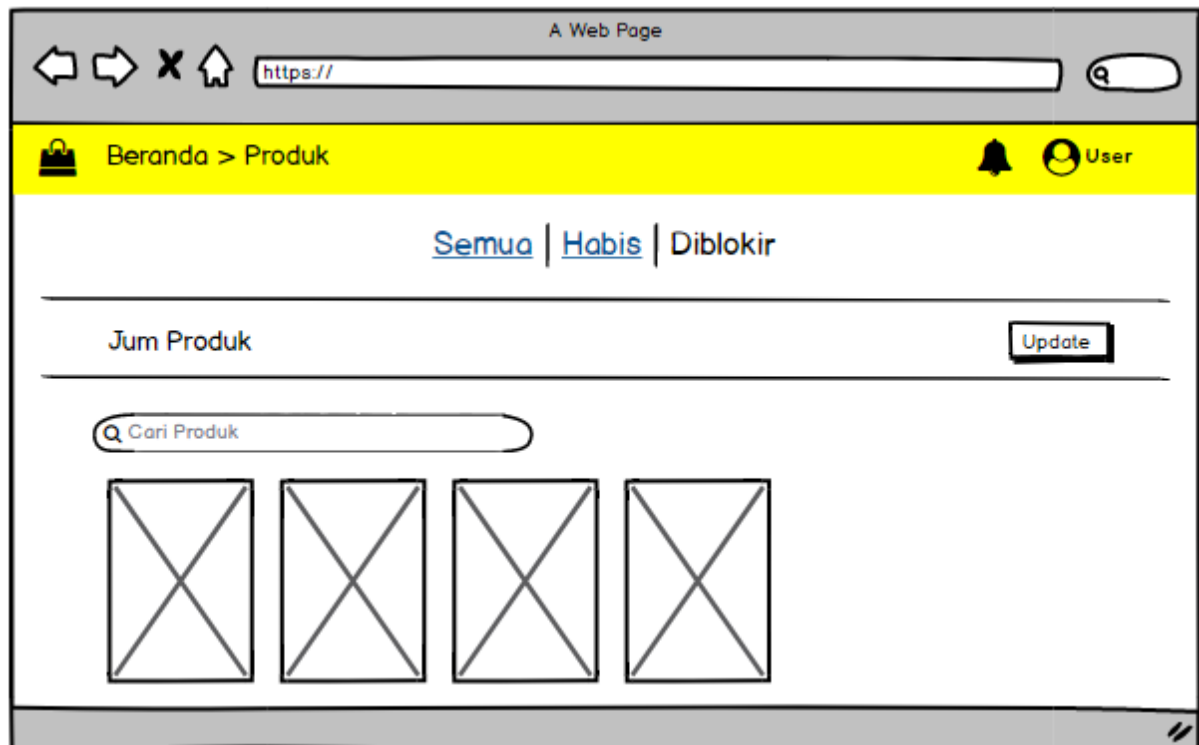 A Web Page
https://
Beranda > Produk
User
Semua | Habis | Diblokir
Jum Produk
Update
Cari Produk